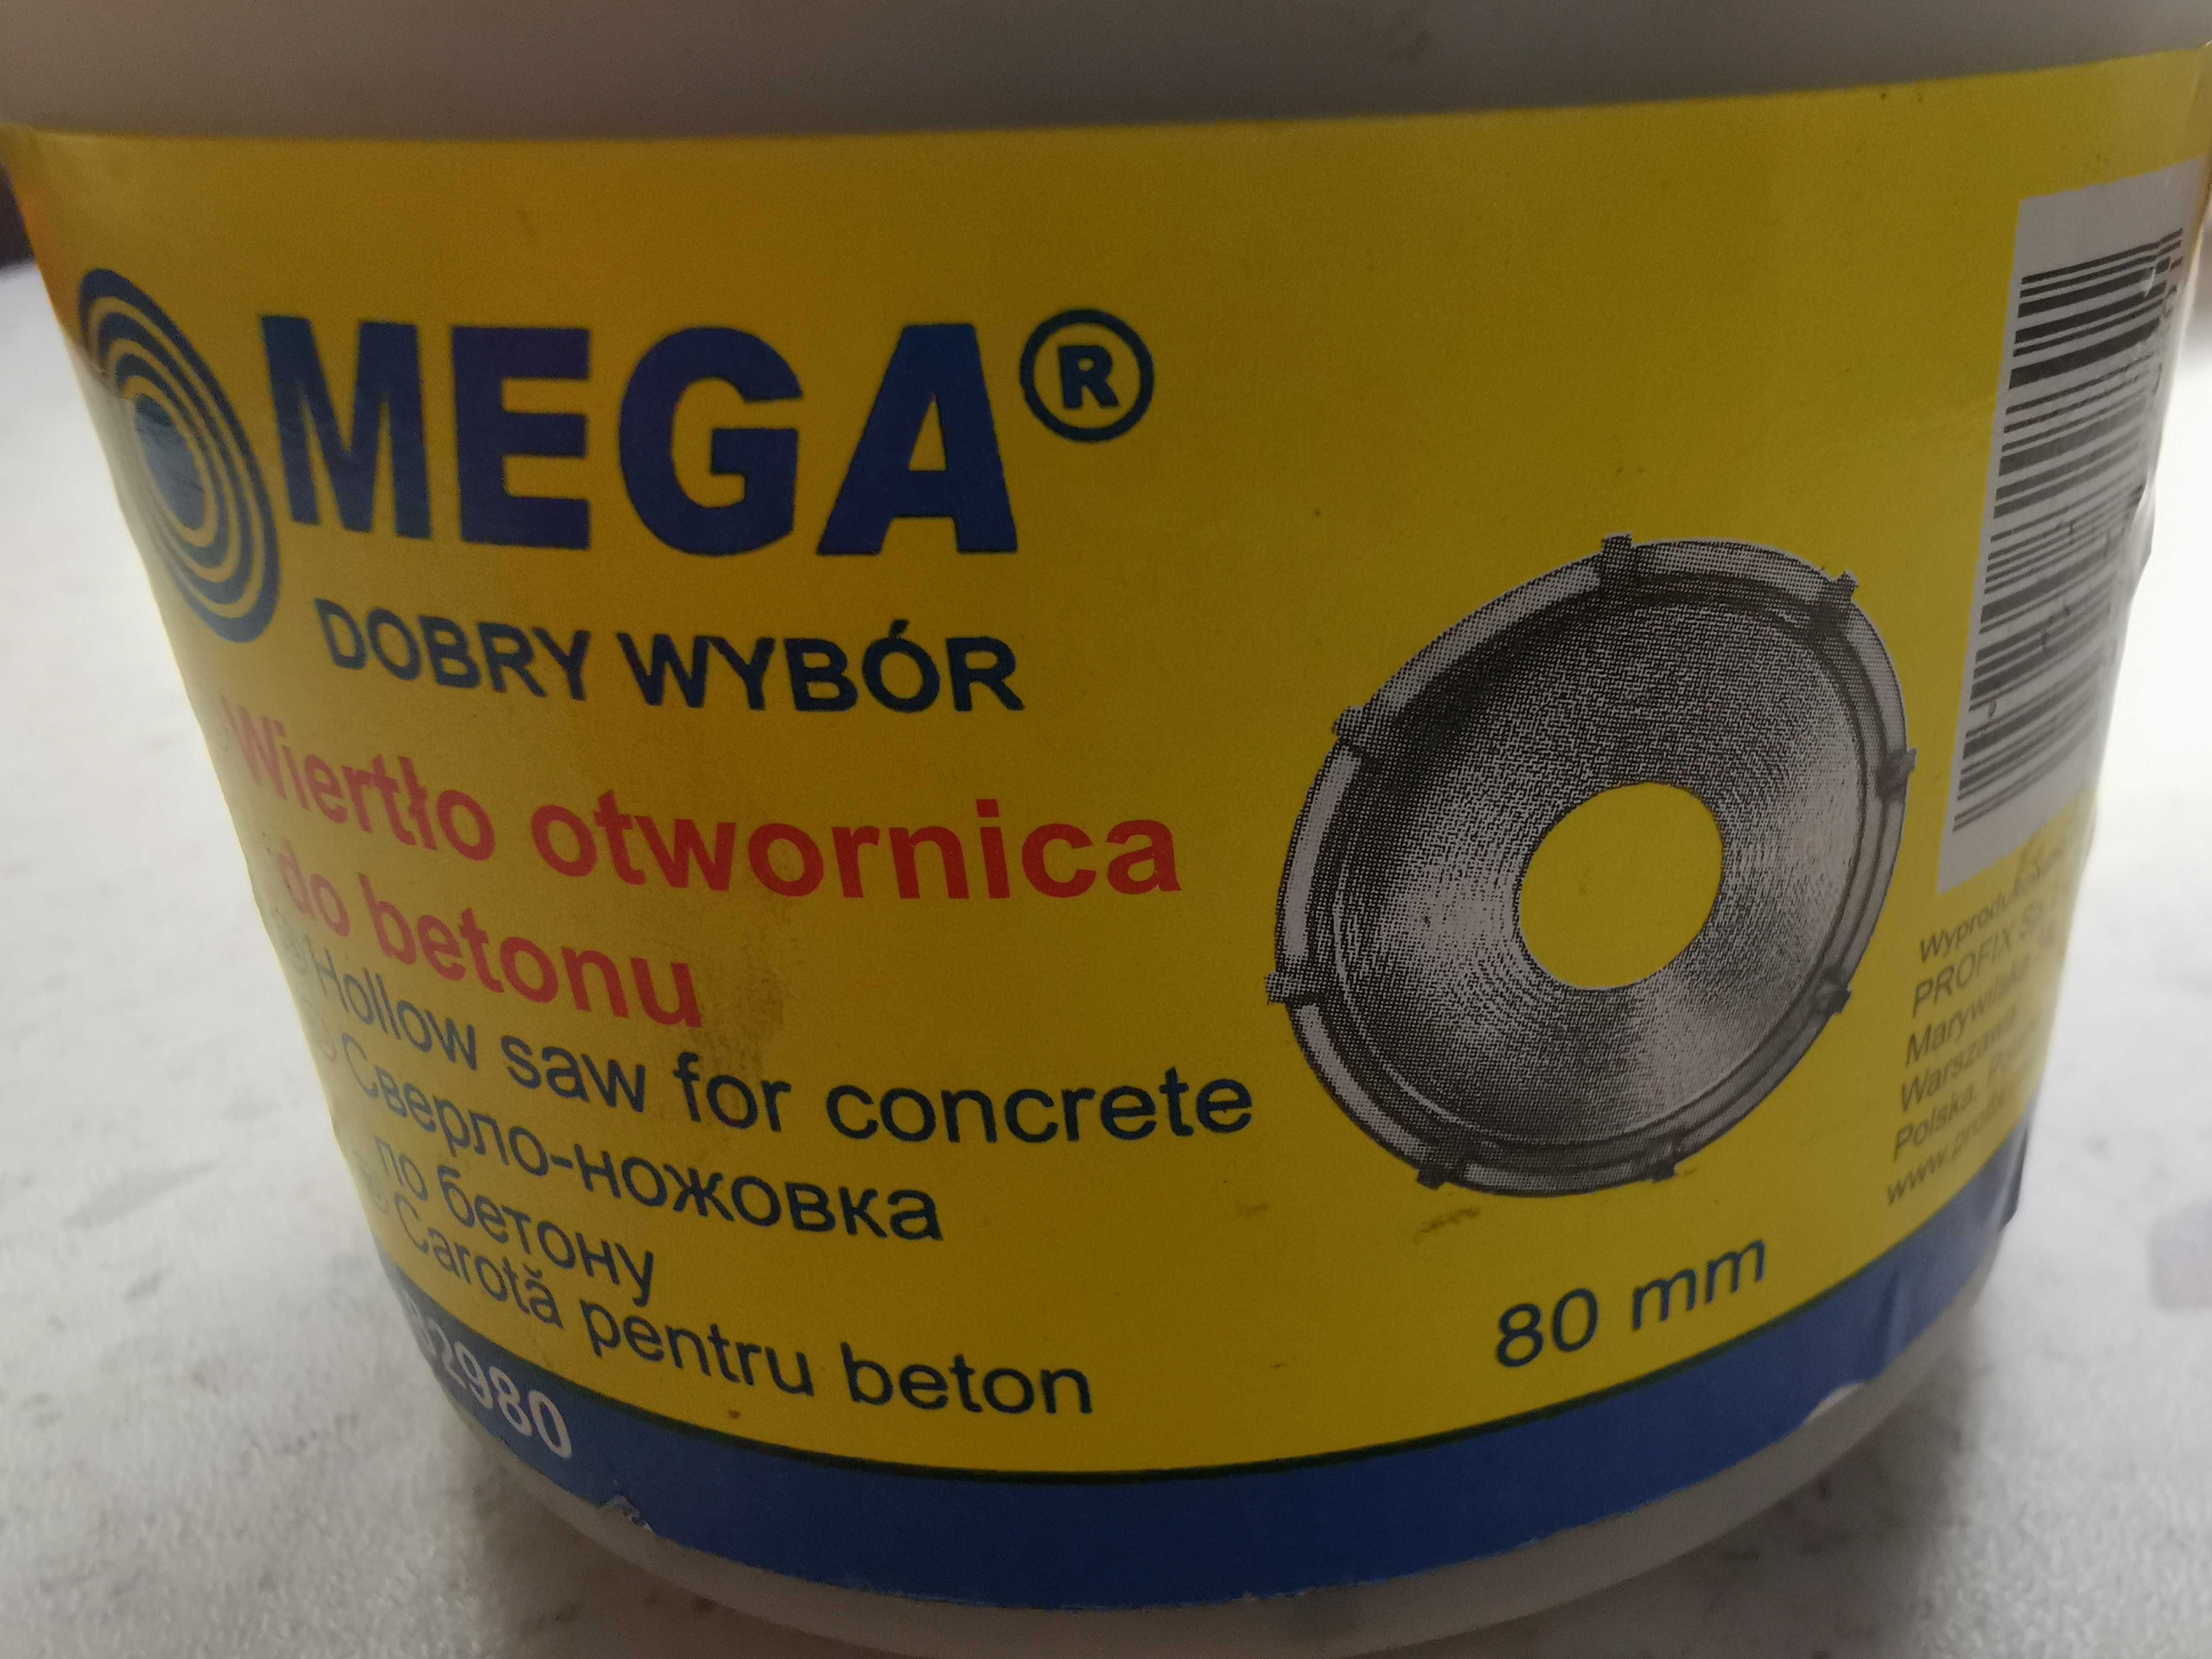 MEGA®
DOBRY WYBÓR
Wiertło otwornica
do betonu
Hollow saw for concrete
Сверло-ножовка
по бетону
Carotă pentru beton
80 mm
PROFIX
Polska,